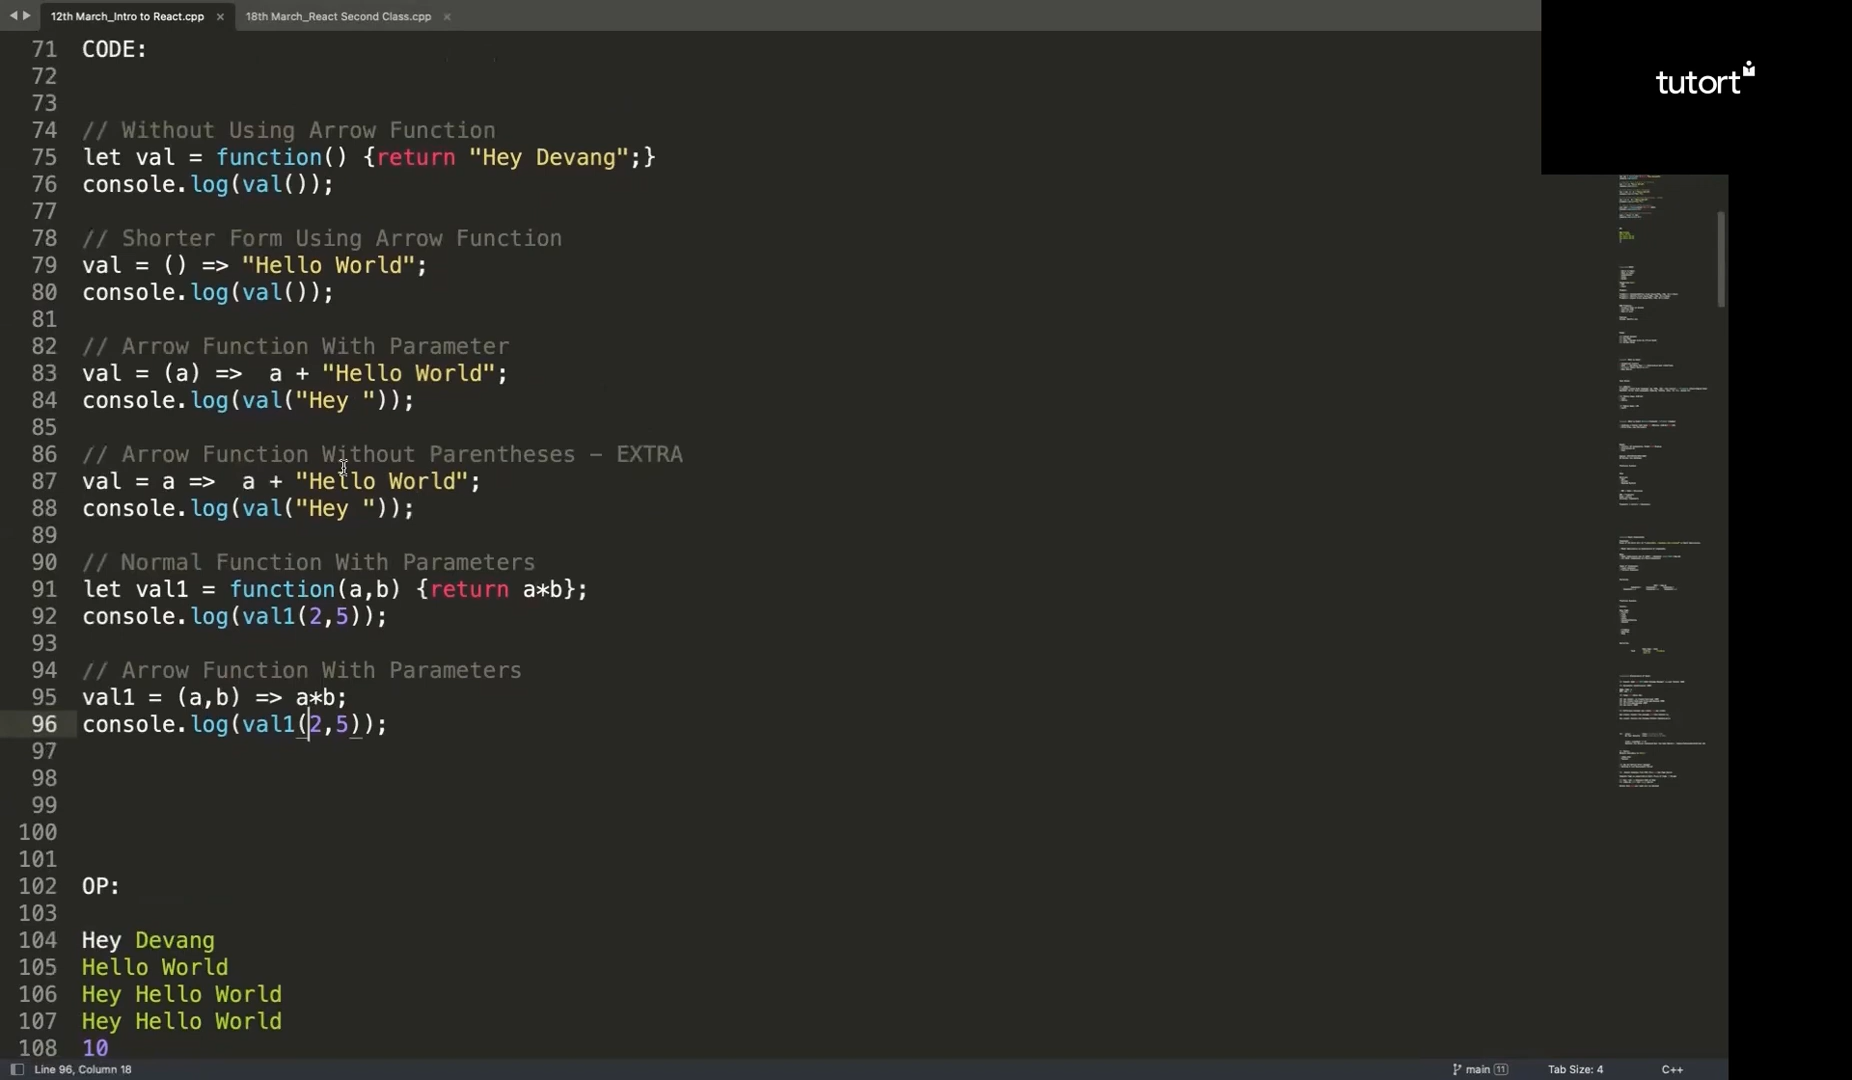 12th March_Intro to React.cpp × 18th March_React Second Class.cpp ×
tutort
71 CODE:
72
73
74 // Without Using Arrow Function
75 let val = function() {return "Hey Devang";}
76 console.log(val());
77
78 // Shorter Form Using Arrow Function
79 val = () => "Hello World";
80 console.log(val());
81
82 // Arrow Function With Parameter
83 val = (a) =>  a + "Hello World";
84 console.log(val("Hey "));
85
86 // Arrow Function Without Parentheses – EXTRA
87 val = a =>  a + "Hello World";
88 console.log(val("Hey "));
89
90 // Normal Function With Parameters
91 let val1 = function(a,b) {return a*b};
92 console.log(val1(2,5));
93
94 // Arrow Function With Parameters
95 val1 = (a,b) => a*b;
96 console.log(val1(2,5));
97
98
99
100
101
102 OP:
103
104 Hey Devang
105 Hello World
106 Hey Hello World
107 Hey Hello World
108 10
Line 96, Column 18 main 11 Tab Size: 4 C++